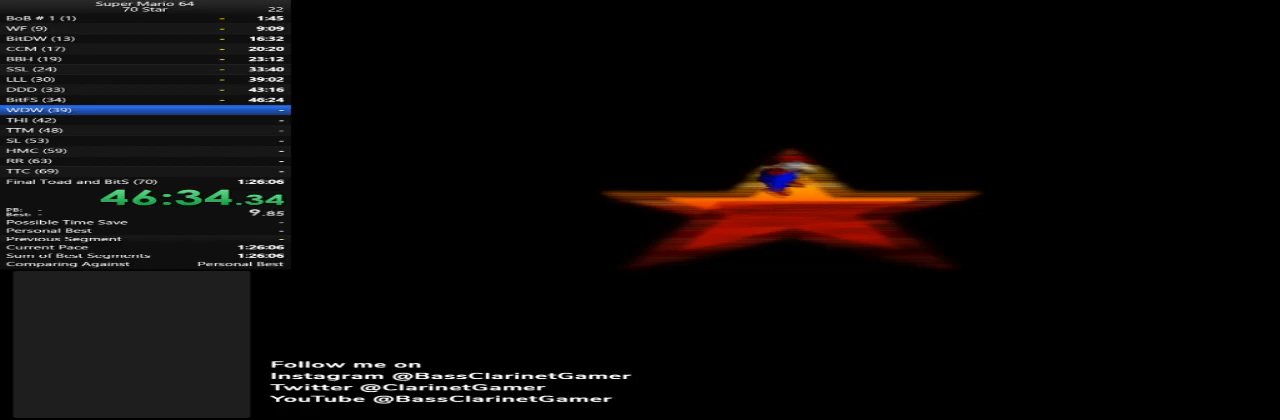 Super Mario 64
70 Star 22
BoB # 1 (1) - 1:45
WF (9) - 9:09
BitDW (13) - 16:32
CCM (17) - 20:20
BBH (19) - 23:12
SSL (24) - 33:40
LLL (30) - 39:02
DDD (33) - 43:16
BitFS (34) - 46:24
WDW (39) -
THI (42) -
TTM (48) -
SL (53) -
HMC (59) -
RR (63) -
TTC (69) -
Final Toad and BitS (70) 1:26:06
46:34.34
PB: -
Best: - 9.85
Possible Time Save -
Personal Best -
Previous Segment -
Current Pace 1:26:06
Sum of Best Segments 1:26:06
Comparing Against Personal Best
Follow me on
Instagram @BassClarinetGamer
Twitter @ClarinetGamer
YouTube @BassClarinetGamer